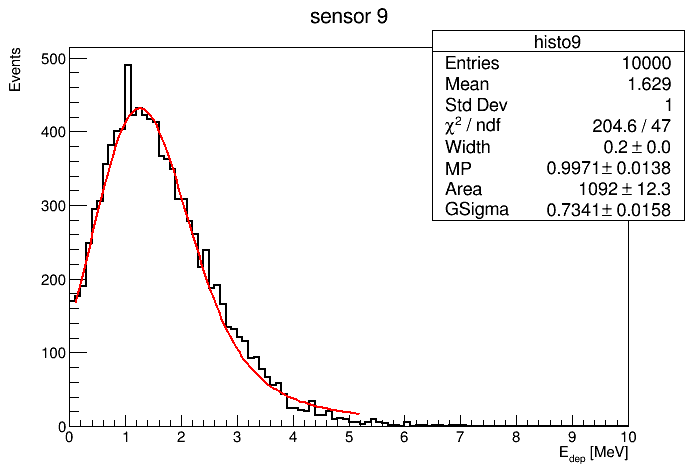 sensor 9
histo9
Entries 10000
Mean 1.629
Std Dev 1
χ² / ndf 204.6 / 47
Width 0.2 ± 0.0
MP 0.9971 ± 0.0138
Area 1092 ± 12.3
GSigma 0.7341 ± 0.0158
Events
500
400
300
200
100
0
0 1 2 3 4 5 6 7 8 9 10
E_dep [MeV]